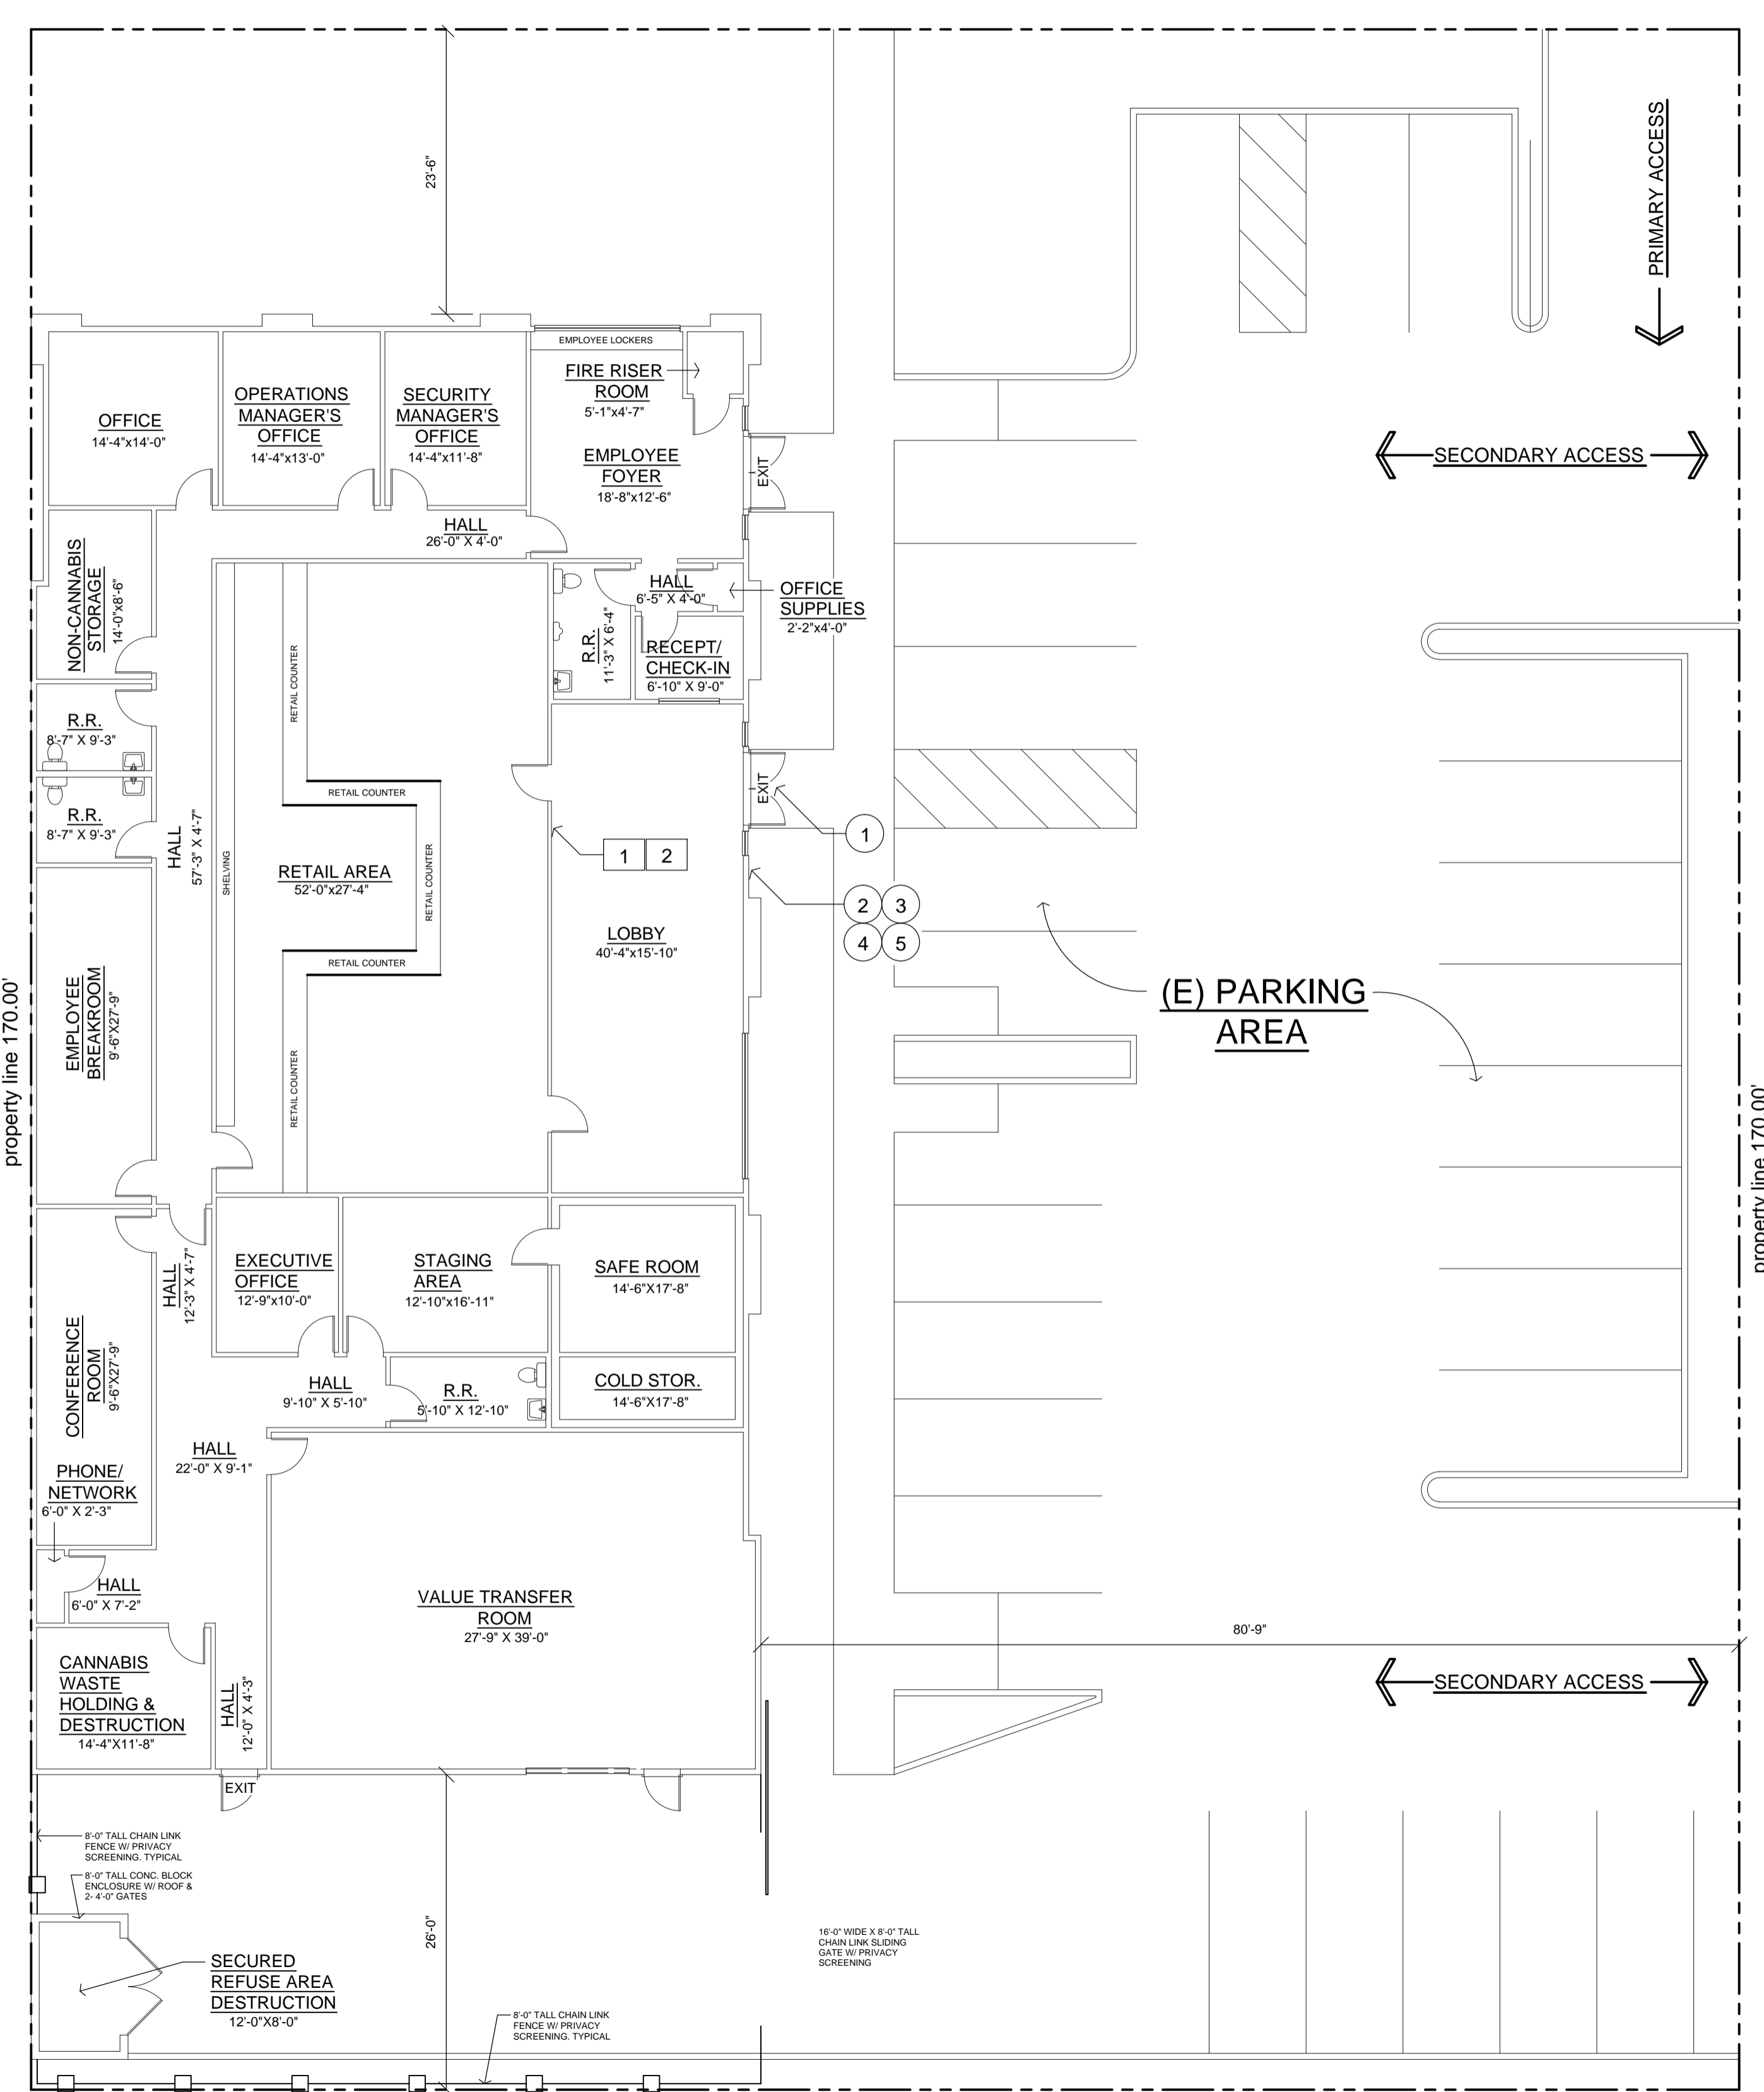 23'-6"
PRIMARY ACCESS
EMPLOYEE LOCKERS
FIRE RISER
ROOM
5'-1"x4'-7"
OFFICE
14'-4"x14'-0"
OPERATIONS
MANAGER'S
OFFICE
14'-4"x13'-0"
SECURITY
MANAGER'S
OFFICE
14'-4"x11'-8"
EMPLOYEE
FOYER
18'-8"x12'-6"
EXIT
SECONDARY ACCESS
HALL
26'-0" X 4'-0"
NON-CANNABIS
STORAGE
14'-0"x8'-6"
HALL
6'-5" X 4'-0"
OFFICE
SUPPLIES
2'-2"x4'-0"
R.R.
11'-3" X 6'-4"
RECEPT/
CHECK-IN
6'-10" X 9'-0"
RETAIL COUNTER
R.R.
8'-7" X 9'-3"
R.R.
8'-7" X 9'-3"
RETAIL COUNTER
EXIT
1
HALL
57'-3" X 4'-7"
SHELVING
RETAIL AREA
52'-0"x27'-4"
RETAIL COUNTER
1 2
2 3
4 5
LOBBY
40'-4"x15'-10"
RETAIL COUNTER
(E) PARKING
AREA
property line 170.00'
property line 170.00'
EMPLOYEE
BREAKROOM
9'-6"X27'-9"
RETAIL COUNTER
HALL
12'-3" X 4'-7"
EXECUTIVE
OFFICE
12'-9"x10'-0"
STAGING
AREA
12'-10"x16'-11"
SAFE ROOM
14'-6"X17'-8"
CONFERENCE
ROOM
9'-6"X27'-9"
HALL
9'-10" X 5'-10"
R.R.
5'-10" X 12'-10"
COLD STOR.
14'-6"X17'-8"
HALL
22'-0" X 9'-1"
PHONE/
NETWORK
6'-0" X 2'-3"
HALL
6'-0" X 7'-2"
VALUE TRANSFER
ROOM
27'-9" X 39'-0"
80'-9"
CANNABIS
WASTE
HOLDING &
DESTRUCTION
14'-4"X11'-8"
HALL
12'-0" X 4'-3"
SECONDARY ACCESS
EXIT
8'-0" TALL CHAIN LINK
FENCE W/ PRIVACY
SCREENING. TYPICAL
8'-0" TALL CONC. BLOCK
ENCLOSURE W/ ROOF &
2- 4'-0" GATES
26'-0"
16'-0" WIDE X 8'-0" TALL
CHAIN LINK SLIDING
GATE W/ PRIVACY
SCREENING
SECURED
REFUSE AREA
DESTRUCTION
12'-0"X8'-0"
8'-0" TALL CHAIN LINK
FENCE W/ PRIVACY
SCREENING. TYPICAL